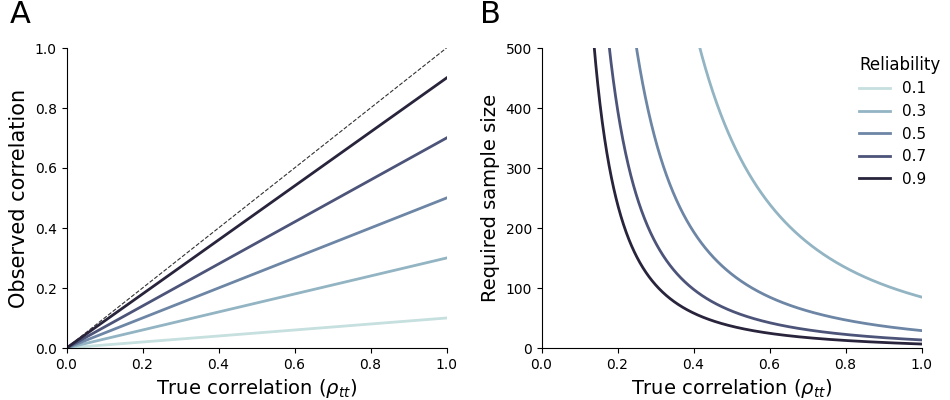 A
Observed correlation
1.0
0.8
0.6
0.4
0.2
0.0
0.0 0.2 0.4 0.6 0.8 1.0
True correlation (ρtt)
B
Required sample size
500
400
300
200
100
0
0.0 0.2 0.4 0.6 0.8 1.0
True correlation (ρtt)
Reliability
0.1
0.3
0.5
0.7
0.9